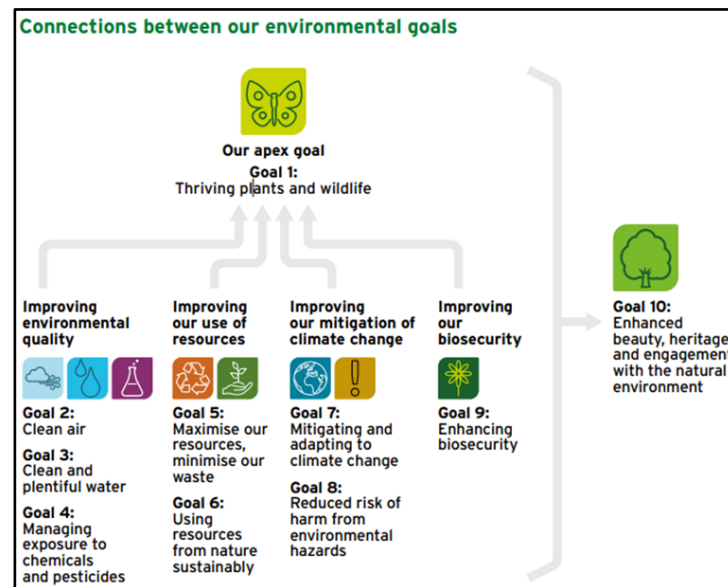 Connections between our environmental goals
Our apex goal
Goal 1:
Thriving plants and wildlife
Improving
environmental
quality
Goal 2:
Clean air
Goal 3:
Clean and
plentiful water
Goal 4:
Managing
exposure to
chemicals
and pesticides
Improving
our use of
resources
Goal 5:
Maximise our
resources,
minimise our
waste
Goal 6:
Using
resources
from nature
sustainably
Improving
our mitigation of
climate change
Goal 7:
Mitigating and
adapting to
climate change
Goal 8:
Reduced risk of
harm from
environmental
hazards
Improving
our
biosecurity
Goal 9:
Enhancing
biosecurity
Goal 10:
Enhanced
beauty, heritage
and engagement
with the natural
environment